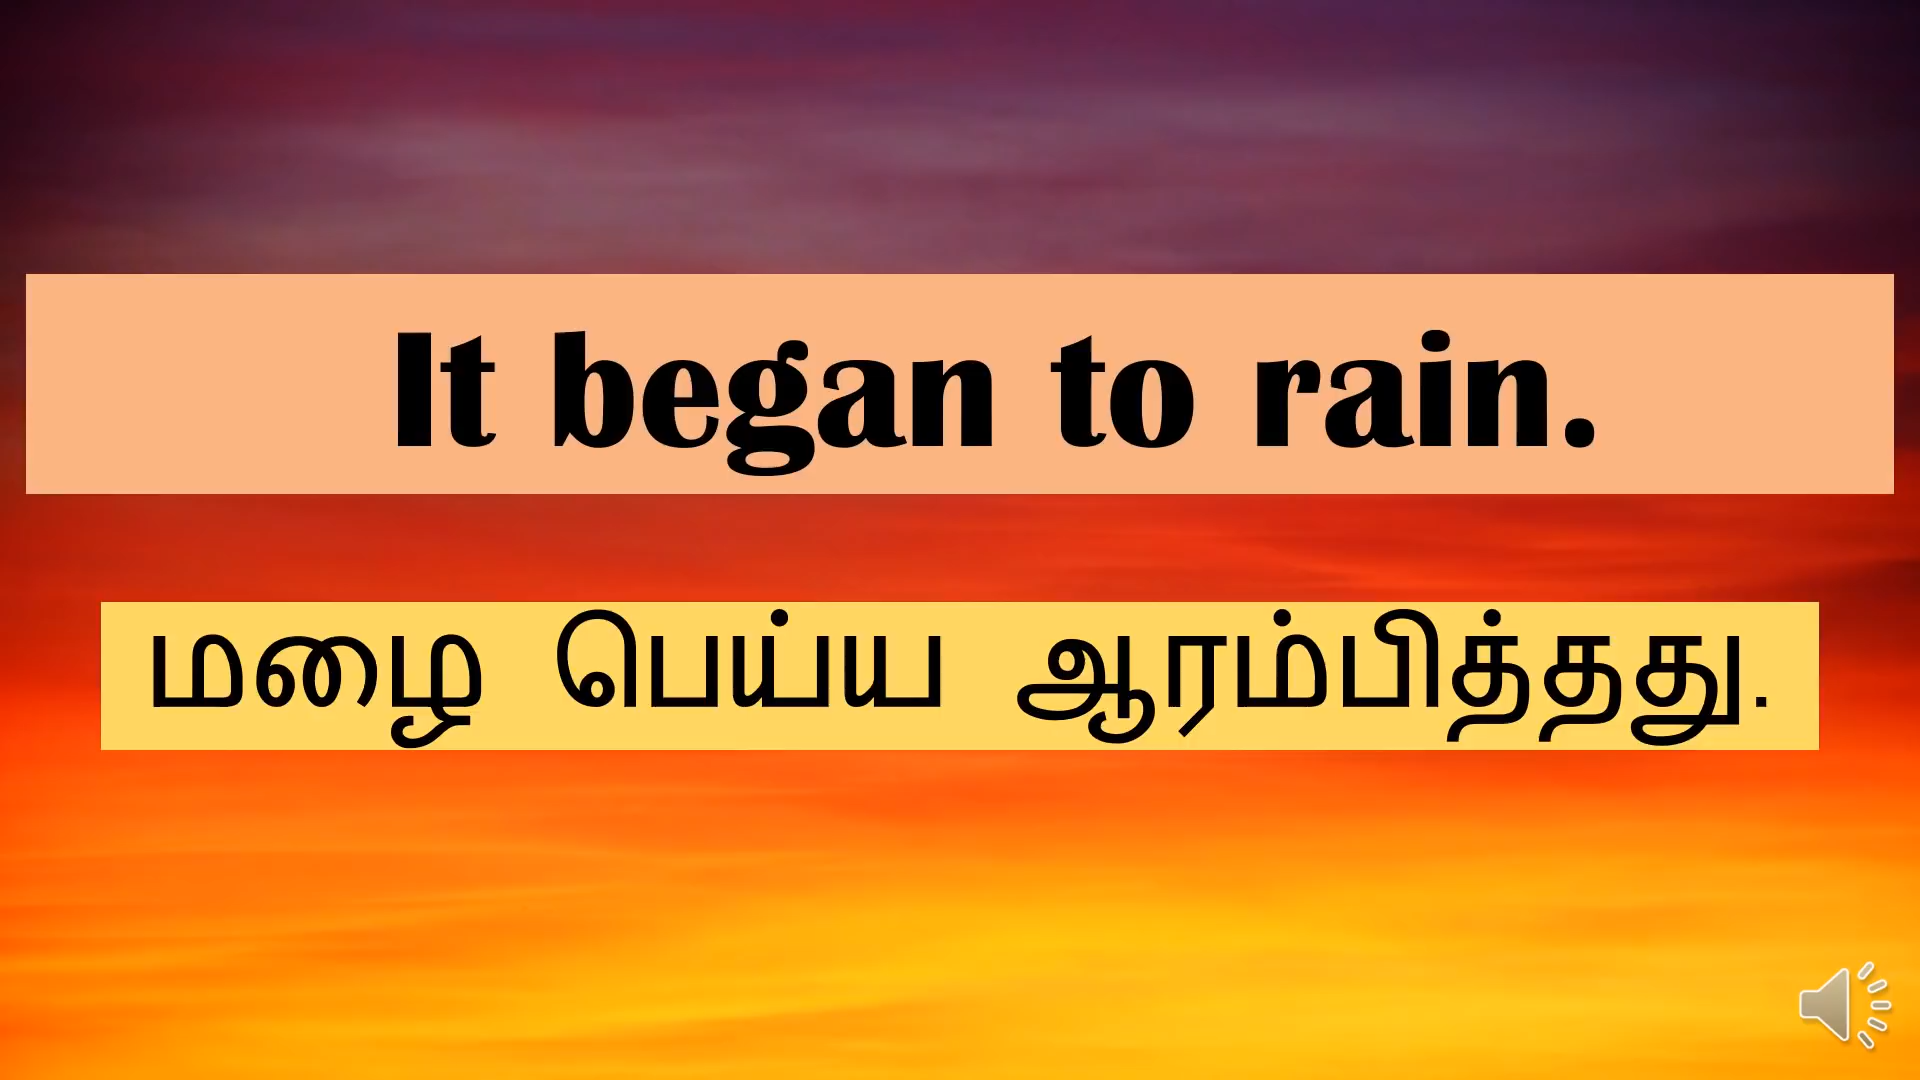 It began to rain.
மழை பெய்ய ஆரம்பித்தது.